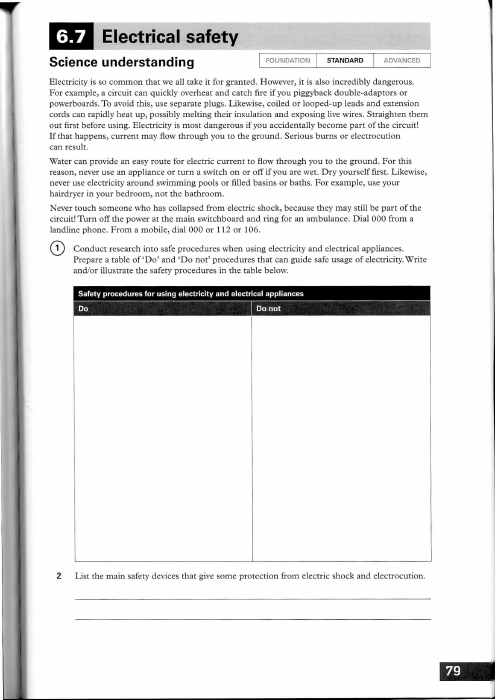 6.7 Electrical safety
Science understanding
FOUNDATION STANDARD ADVANCED
Electricity is so common that we all take it for granted. However, it is also incredibly dangerous.
For example, a circuit can quickly overheat and catch fire if you piggyback double-adaptors or
powerboards. To avoid this, use separate plugs. Likewise, coiled or looped-up leads and extension
cords can rapidly heat up, possibly melting their insulation and exposing live wires. Straighten them
out first before using. Electricity is most dangerous if you accidentally become part of the circuit!
If that happens, current may flow through you to the ground. Serious burns or electrocution
can result.
Water can provide an easy route for electric current to flow through you to the ground. For this
reason, never use an appliance or turn a switch on or off if you are wet. Dry yourself first. Likewise,
never use electricity around swimming pools or filled basins or baths. For example, use your
hairdryer in your bedroom, not the bathroom.
Never touch someone who has collapsed from electric shock, because they may still be part of the
circuit! Turn off the power at the main switchboard and ring for an ambulance. Dial 000 from a
landline phone. From a mobile, dial 000 or 112 or 106.
1 Conduct research into safe procedures when using electricity and electrical appliances.
Prepare a table of 'Do' and 'Do not' procedures that can guide safe usage of electricity. Write
and/or illustrate the safety procedures in the table below.
Safety procedures for using electricity and electrical appliances
Do Do not
2 List the main safety devices that give some protection from electric shock and electrocution.
79